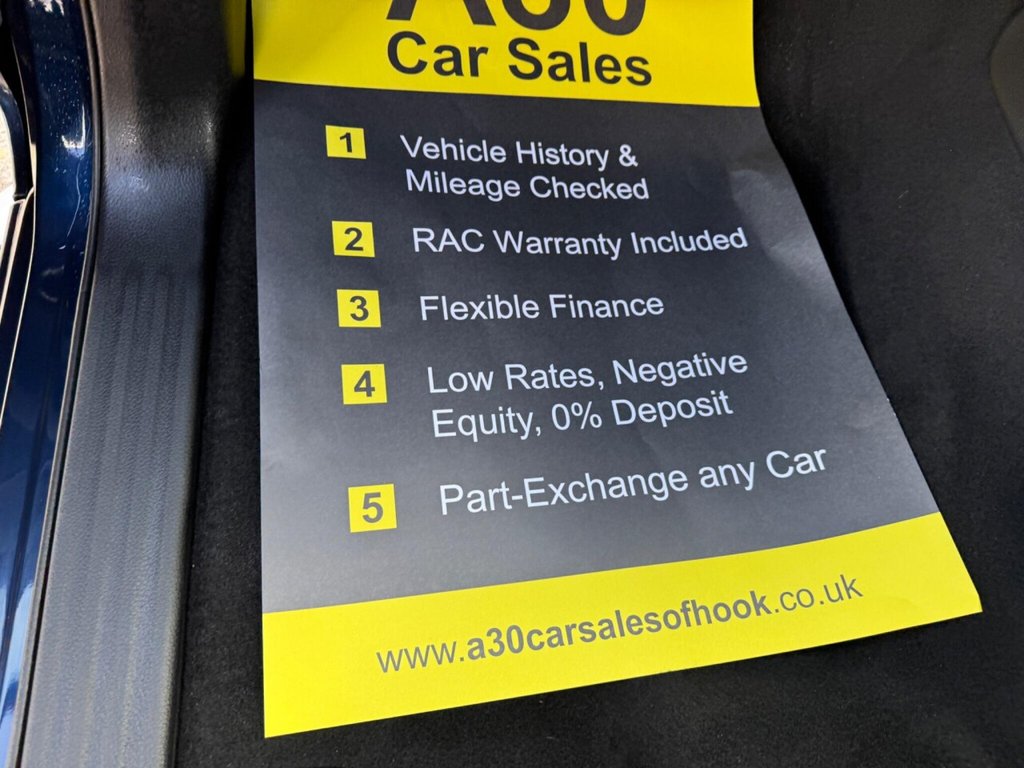 A30
Car Sales
1 Vehicle History &
Mileage Checked
2 RAC Warranty Included
3 Flexible Finance
4 Low Rates, Negative
Equity, 0% Deposit
5 Part-Exchange any Car
www.a30carsalesofhook.co.uk